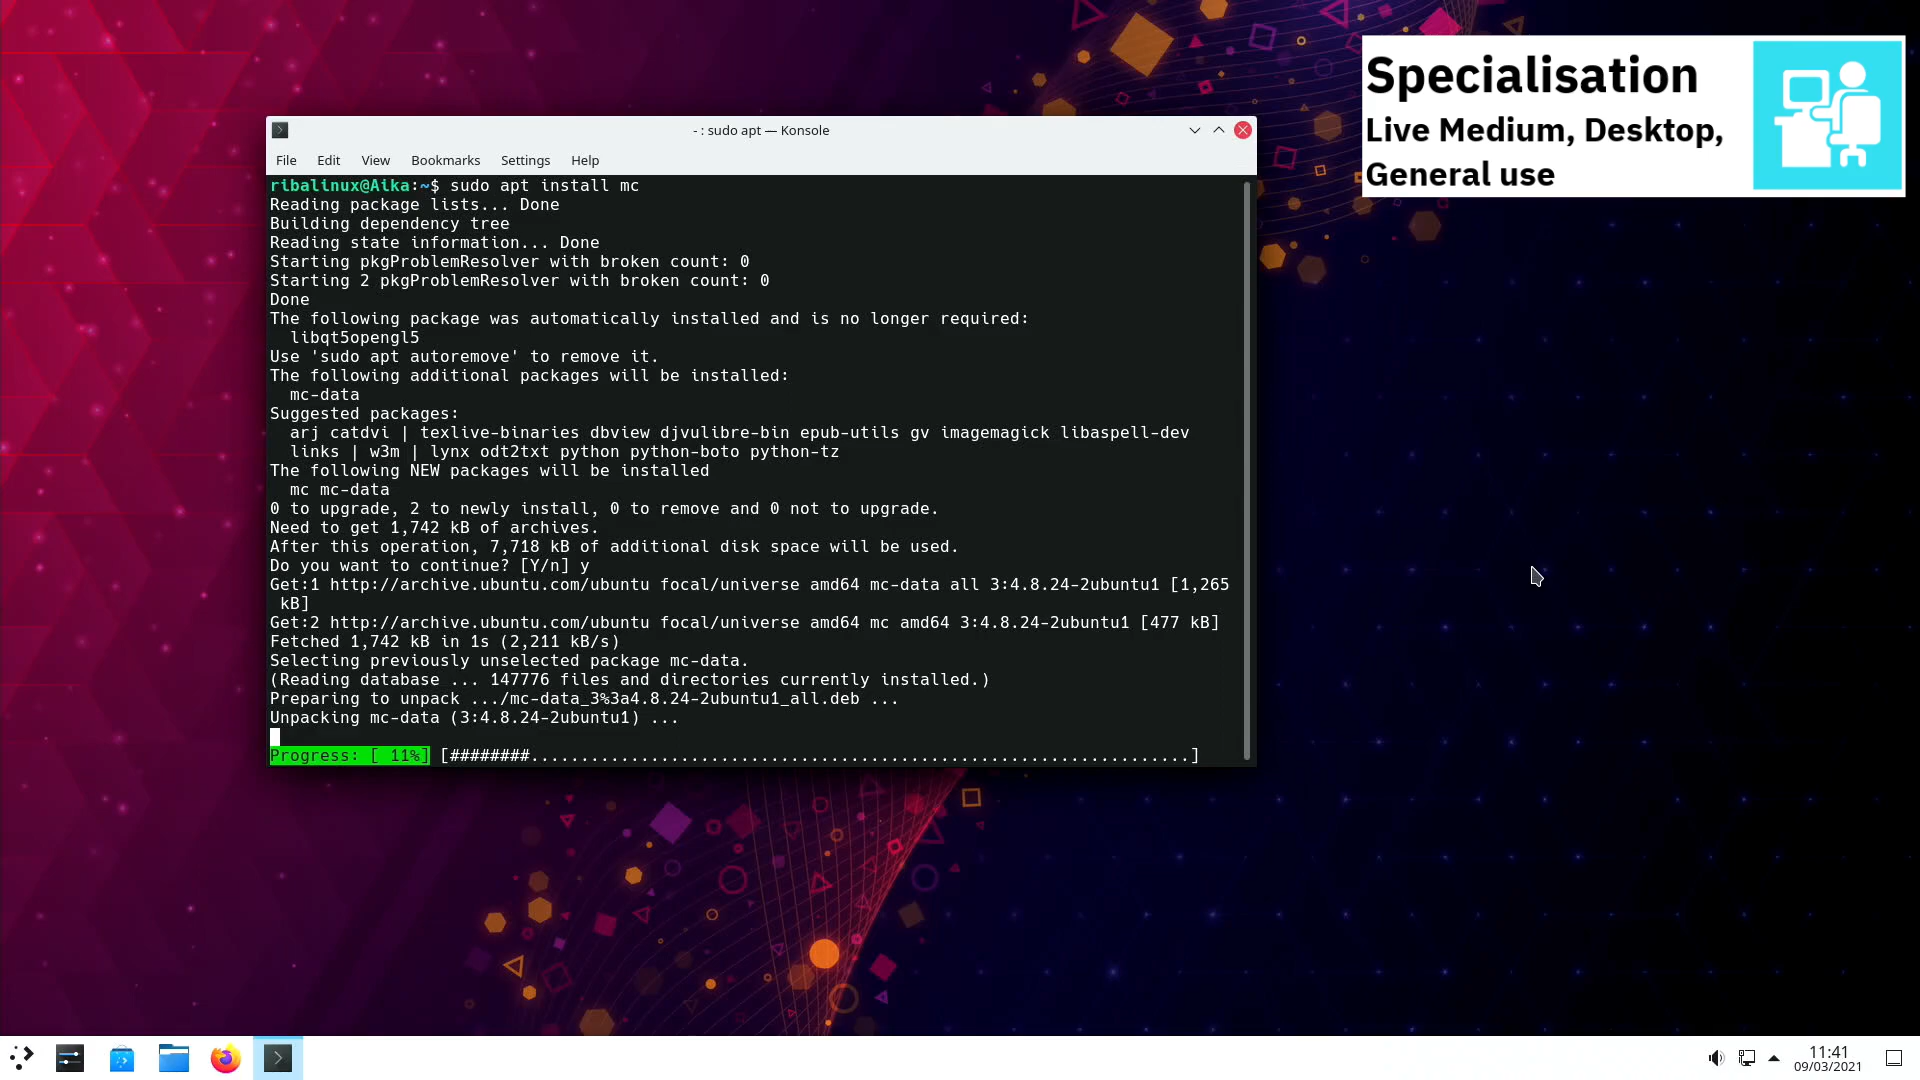 Specialisation
Live Medium, Desktop,
General use
- : sudo apt — Konsole
File Edit View Bookmarks Settings Help
ribalinux@Aika:~$ sudo apt install mc
Reading package lists... Done
Building dependency tree
Reading state information... Done
Starting pkgProblemResolver with broken count: 0
Starting 2 pkgProblemResolver with broken count: 0
Done
The following package was automatically installed and is no longer required:
  libqt5opengl5
Use 'sudo apt autoremove' to remove it.
The following additional packages will be installed:
  mc-data
Suggested packages:
  arj catdvi | texlive-binaries dbview djvulibre-bin epub-utils gv imagemagick libaspell-dev
  links | w3m | lynx odt2txt python python-boto python-tz
The following NEW packages will be installed
  mc mc-data
0 to upgrade, 2 to newly install, 0 to remove and 0 not to upgrade.
Need to get 1,742 kB of archives.
After this operation, 7,718 kB of additional disk space will be used.
Do you want to continue? [Y/n] y
Get:1 http://archive.ubuntu.com/ubuntu focal/universe amd64 mc-data all 3:4.8.24-2ubuntu1 [1,265
 kB]
Get:2 http://archive.ubuntu.com/ubuntu focal/universe amd64 mc amd64 3:4.8.24-2ubuntu1 [477 kB]
Fetched 1,742 kB in 1s (2,211 kB/s)
Selecting previously unselected package mc-data.
(Reading database ... 147776 files and directories currently installed.)
Preparing to unpack .../mc-data_3%3a4.8.24-2ubuntu1_all.deb ...
Unpacking mc-data (3:4.8.24-2ubuntu1) ...
Progress: [ 11%] [########..................................................................]
11:41
09/03/2021